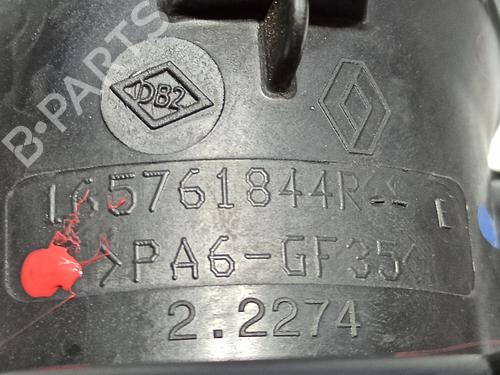 B-PARTS
DB2
165761844R--
E
>PA6-GF35<
2.2274